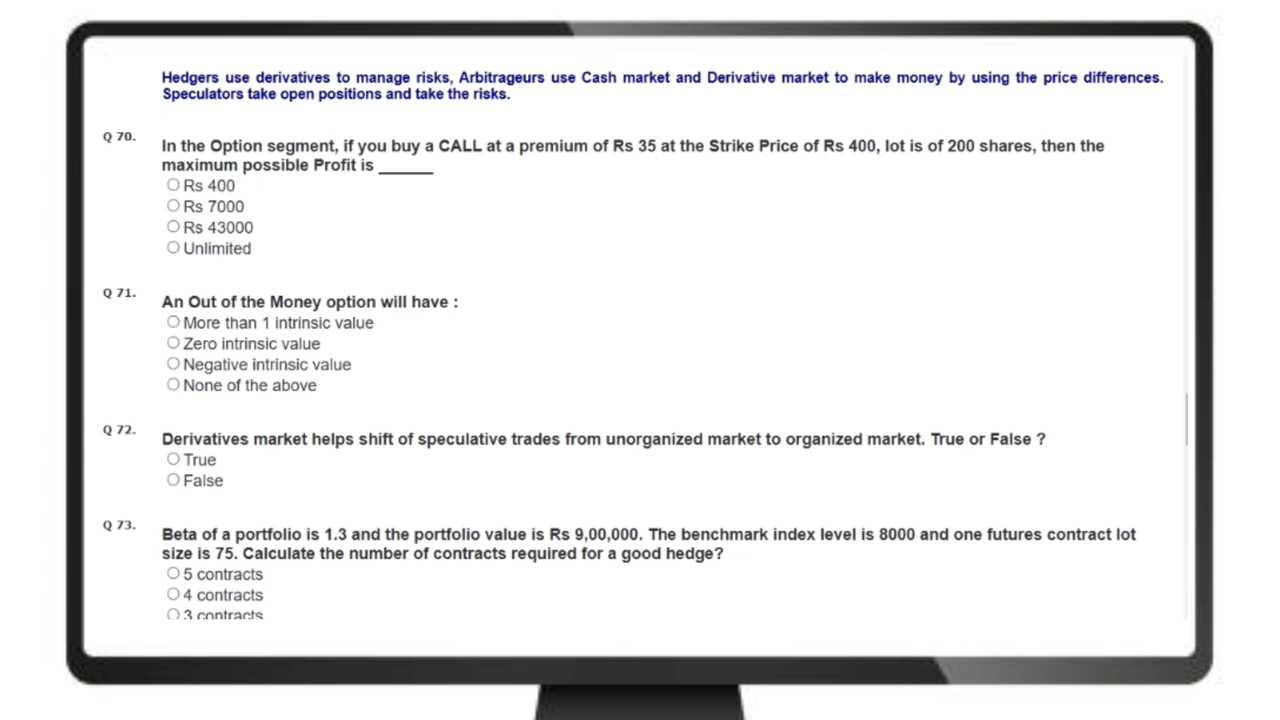 Hedgers use derivatives to manage risks, Arbitrageurs use Cash market and Derivative market to make money by using the price differences.
Speculators take open positions and take the risks.
Q 70.
In the Option segment, if you buy a CALL at a premium of Rs 35 at the Strike Price of Rs 400, lot is of 200 shares, then the
maximum possible Profit is ______
Rs 400
Rs 7000
Rs 43000
Unlimited
Q 71.
An Out of the Money option will have :
More than 1 intrinsic value
Zero intrinsic value
Negative intrinsic value
None of the above
Q 72.
Derivatives market helps shift of speculative trades from unorganized market to organized market. True or False ?
True
False
Q 73.
Beta of a portfolio is 1.3 and the portfolio value is Rs 9,00,000. The benchmark index level is 8000 and one futures contract lot
size is 75. Calculate the number of contracts required for a good hedge?
5 contracts
4 contracts
3 contracts